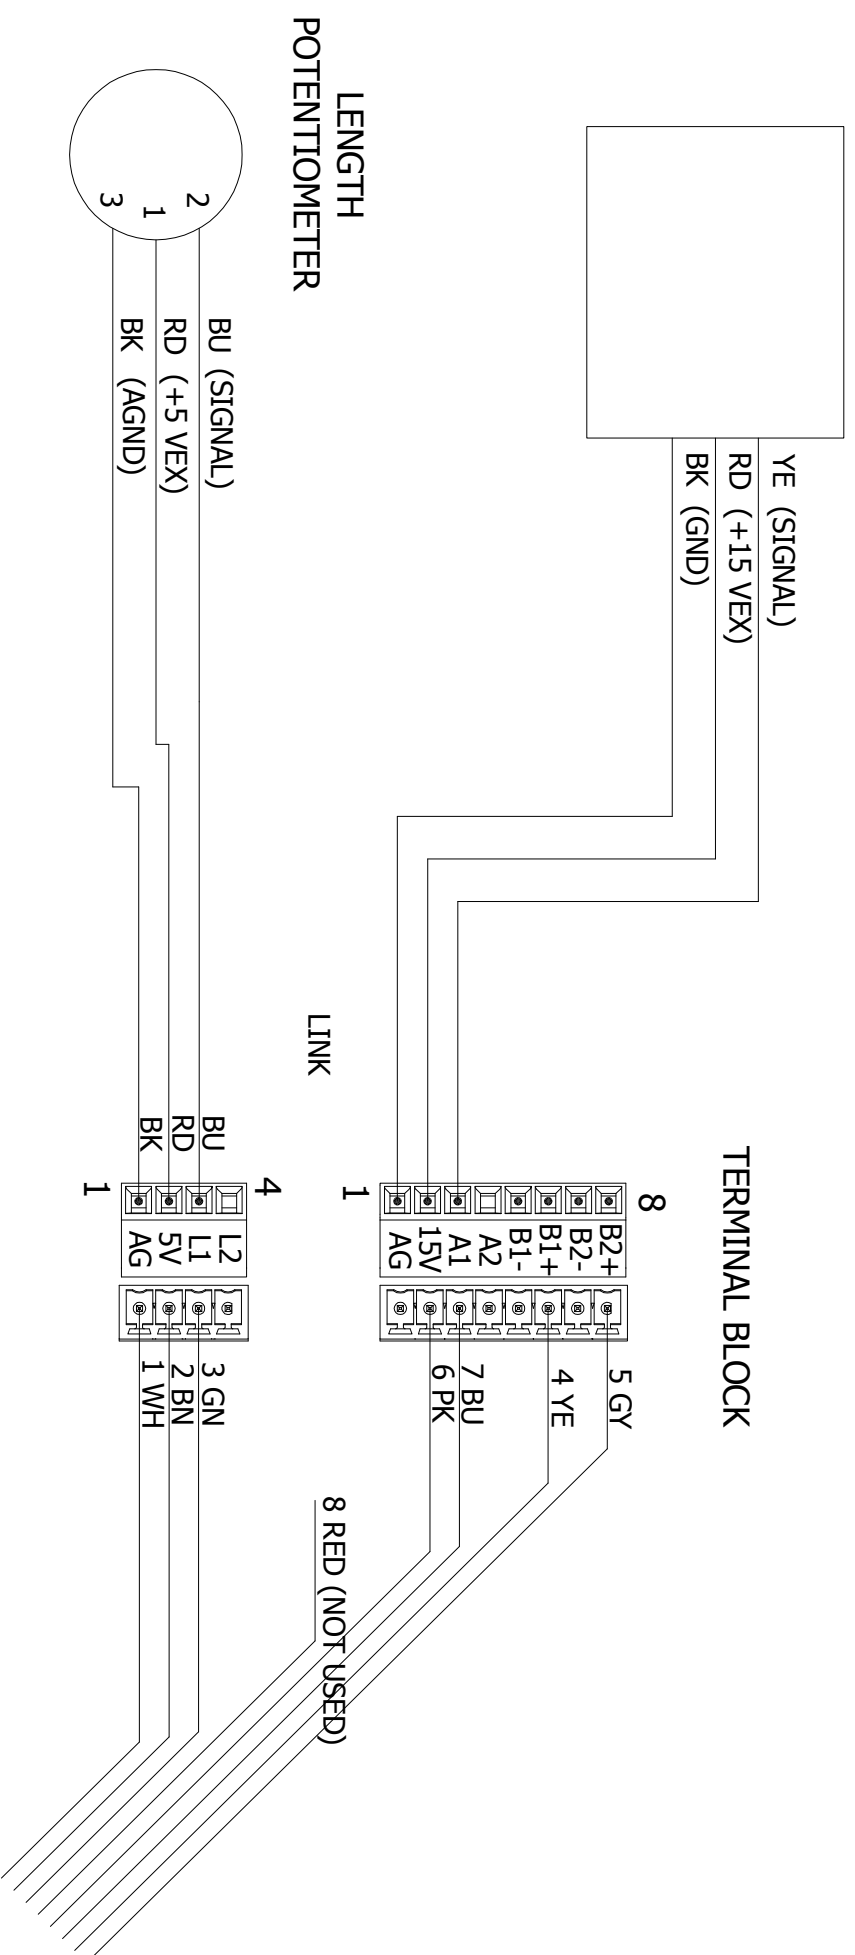 TERMINAL BLOCK
YE (SIGNAL)
RD (+15 VEX)
BK (GND)
8
B2+
B2-
B1+
B1-
A2
A1
15V
AG
1
5 GY
4 YE
7 BU
6 PK
LENGTH
POTENTIOMETER
LINK
8 RED (NOT USED)
2
1
3
BU (SIGNAL)
RD (+5 VEX)
BK (AGND)
BU
RD
BK
4
L2
L1
5V
AG
1
3 GN
2 BN
1 WH